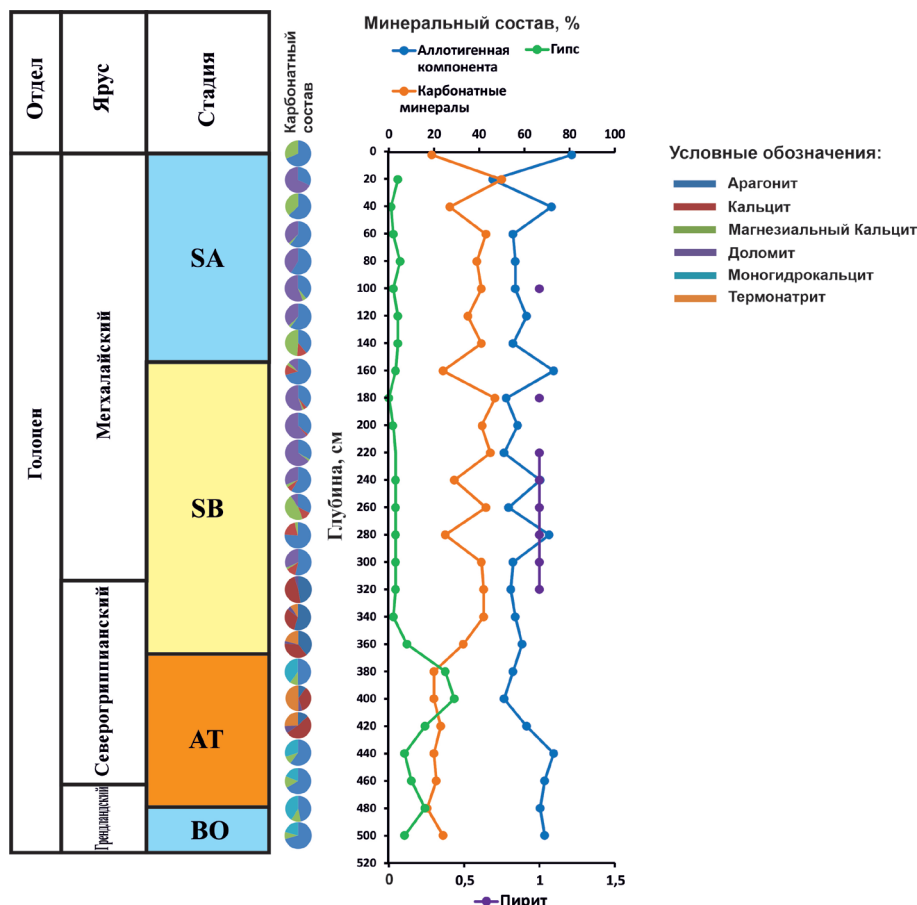 Отдел
Ярус
Стадия
Карбонатный
состав
Минеральный состав, %
Аллотигенная
компонента
Гипс
Карбонатные
минералы
0 20 40 60 80 100
Голоцен
Мегхалайский
Северогриппианский
Гренландский
SA
SB
AT
BO
Глубина, см
0
20
40
60
80
100
120
140
160
180
200
220
240
260
280
300
320
340
360
380
400
420
440
460
480
500
520
0 0,5 1 1,5
Пирит
Условные обозначения:
Арагонит
Кальцит
Магнезиальный Кальцит
Доломит
Моногидрокальцит
Термонатрит